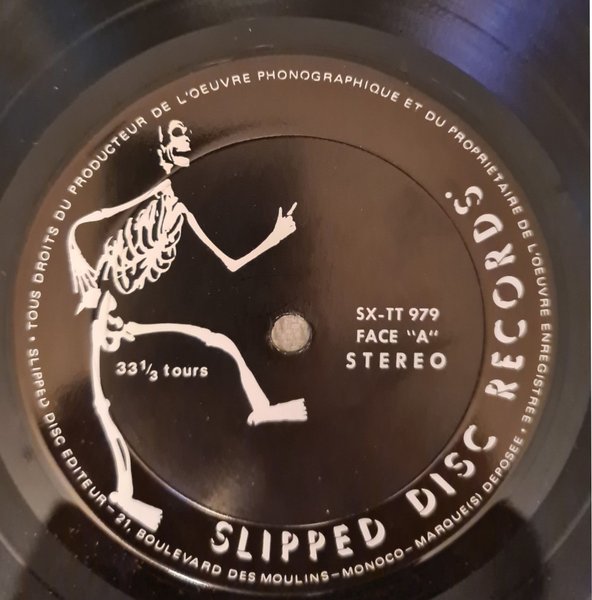 TOUS DROITS DU PRODUCTEUR DE L'OEUVRE PHONOGRAPHIQUE ET DU PROPRIETAIRE DE L'OEUVRE ENREGISTREE •
SLIPPED DISC EDITEUR – 21, BOULEVARD DES MOULINS – MONOCO – MARQUE(S) DEPOSEE •
SX-TT 979
FACE "A"
STEREO
33 1/3 tours
SLIPPED DISC RECORDS.